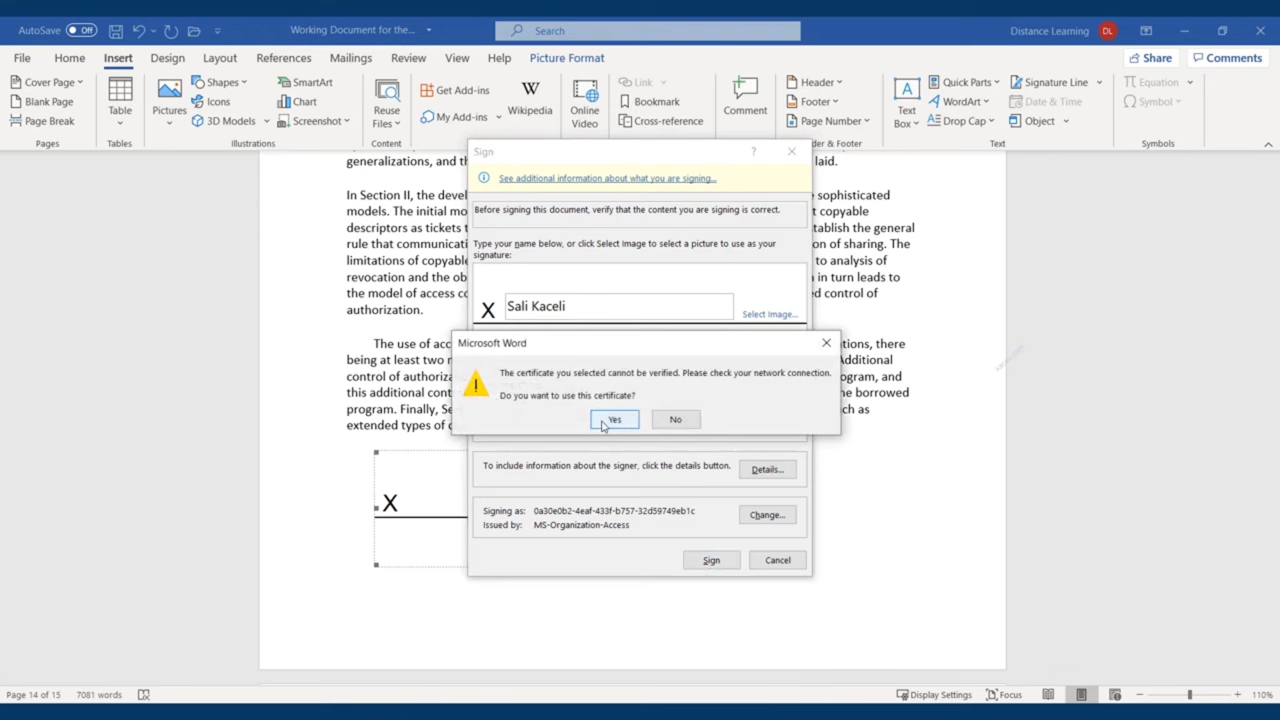 AutoSave Off
Working Document for the...
Search
Distance Learning DL
File Home Insert Design Layout References Mailings Review View Help Picture Format
Share Comments
Cover Page
Blank Page
Page Break
Pages
Table
Tables
Pictures
Shapes
Icons
3D Models
SmartArt
Chart
Screenshot
Illustrations
Reuse
Files
Content
Get Add-ins
My Add-ins
W
Wikipedia
Online
Video
Link
Bookmark
Cross-reference
Comment
Header
Footer
Page Number
der & Footer
A
Text
Box
Quick Parts
WordArt
Drop Cap
Signature Line
Date & Time
Object
Text
Equation
Symbol
Symbols
generalizations, and th
laid.
In Section II, the devel
sophisticated
models. The initial mo
t copyable
descriptors as tickets t
stablish the general
rule that communicati
on of sharing. The
limitations of copyable
to analysis of
revocation and the ob
in turn leads to
the model of access co
d control of
authorization.
The use of acc
tions, there
being at least two m
Additional
control of authoriza
ogram, and
this additional cont
he borrowed
program. Finally, Se
ch as
extended types of o
X
Sign
?
See additional information about what you are signing...
Before signing this document, verify that the content you are signing is correct.
Type your name below, or click Select Image to select a picture to use as your
signature:
X Sali Kaceli
Select Image...
Microsoft Word
The certificate you selected cannot be verified. Please check your network connection.
Do you want to use this certificate?
Yes No
To include information about the signer, click the details button.
Details...
Signing as: 0a30e0b2-4eaf-433f-b757-32d59749eb1c
Issued by: MS-Organization-Access
Change...
Sign Cancel
Page 14 of 15 7081 words
Display Settings Focus 110%